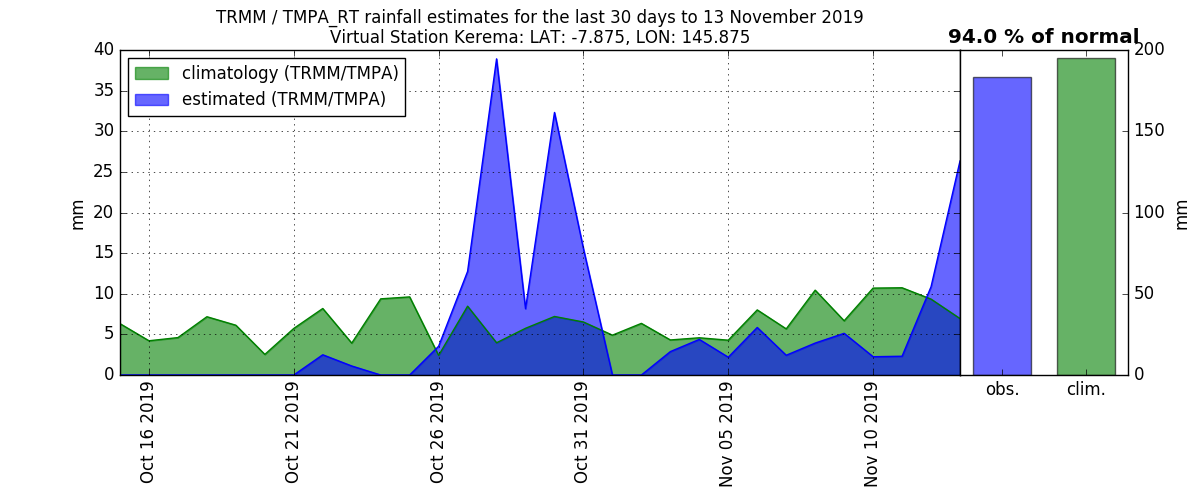 TRMM / TMPA_RT rainfall estimates for the last 30 days to 13 November 2019
Virtual Station Kerema: LAT: -7.875, LON: 145.875
94.0 % of normal
climatology (TRMM/TMPA)
estimated (TRMM/TMPA)
mm
40
35
30
25
20
15
10
5
0
Oct 16 2019
Oct 21 2019
Oct 26 2019
Oct 31 2019
Nov 05 2019
Nov 10 2019
200
150
100
50
0
mm
obs.
clim.